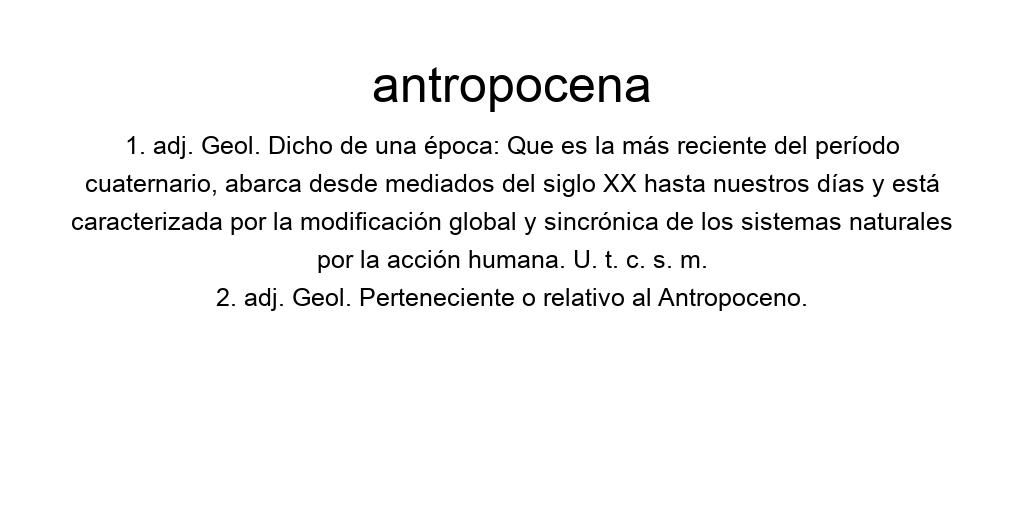 antropocena
1. adj. Geol. Dicho de una época: Que es la más reciente del período
cuaternario, abarca desde mediados del siglo XX hasta nuestros días y está
caracterizada por la modificación global y sincrónica de los sistemas naturales
por la acción humana. U. t. c. s. m.
2. adj. Geol. Perteneciente o relativo al Antropoceno.